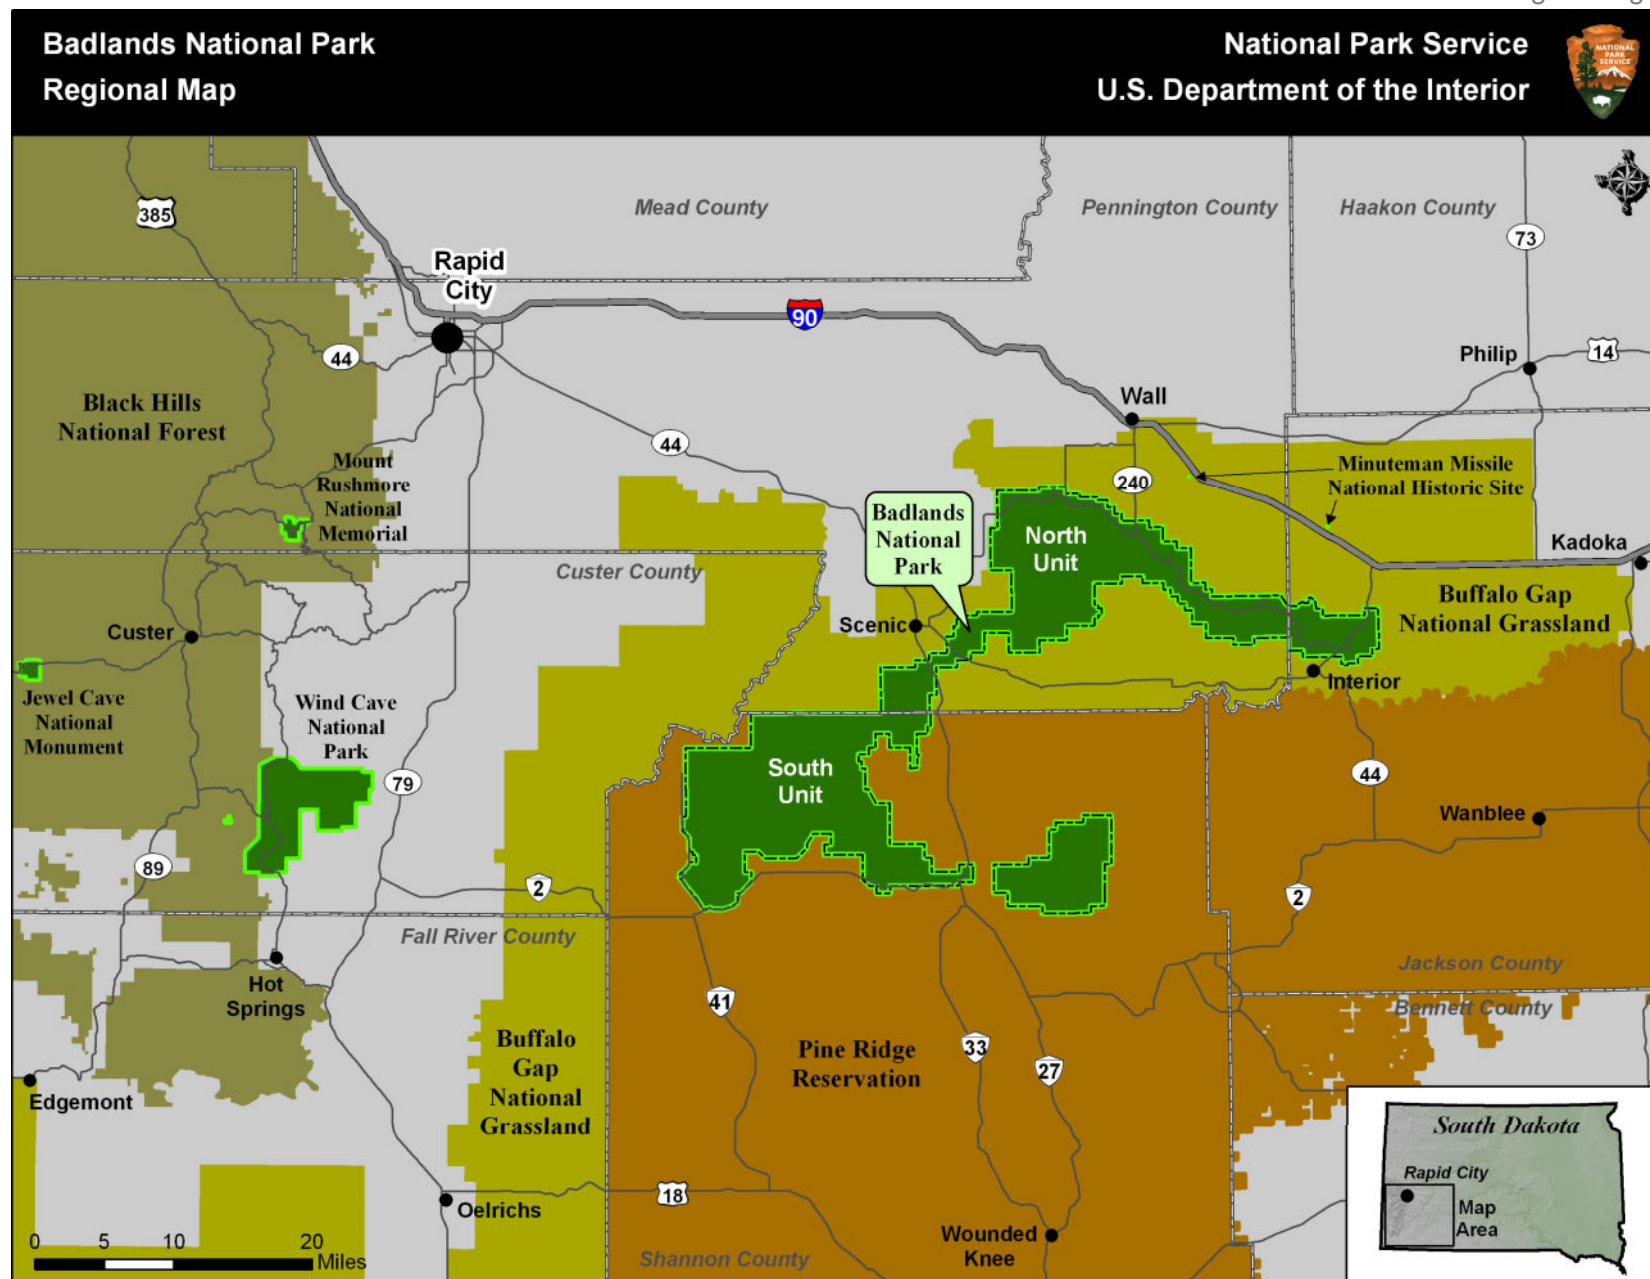 Badlands National Park
Regional Map
National Park Service
U.S. Department of the Interior
NATIONAL
PARK
SERVICE
385
Mead County
Pennington County
Haakon County
73
Rapid
City
90
44
Philip
14
Black Hills
National Forest
Wall
44
Mount
Rushmore
National
Memorial
240
Minuteman Missile
National Historic Site
Badlands
National
Park
North
Unit
Kadoka
Custer County
Buffalo Gap
National Grassland
Custer
Scenic
Interior
Jewel Cave
National
Monument
Wind Cave
National
Park
79
South
Unit
44
Wanblee
89
2
2
Fall River County
Jackson County
Hot
Springs
41
Bennett County
Buffalo
Gap
National
Grassland
Pine Ridge
Reservation
33
27
Edgemont
South Dakota
Rapid City
Map
Area
18
Oelrichs
Wounded
Knee
Shannon County
0 5 10 20
Miles